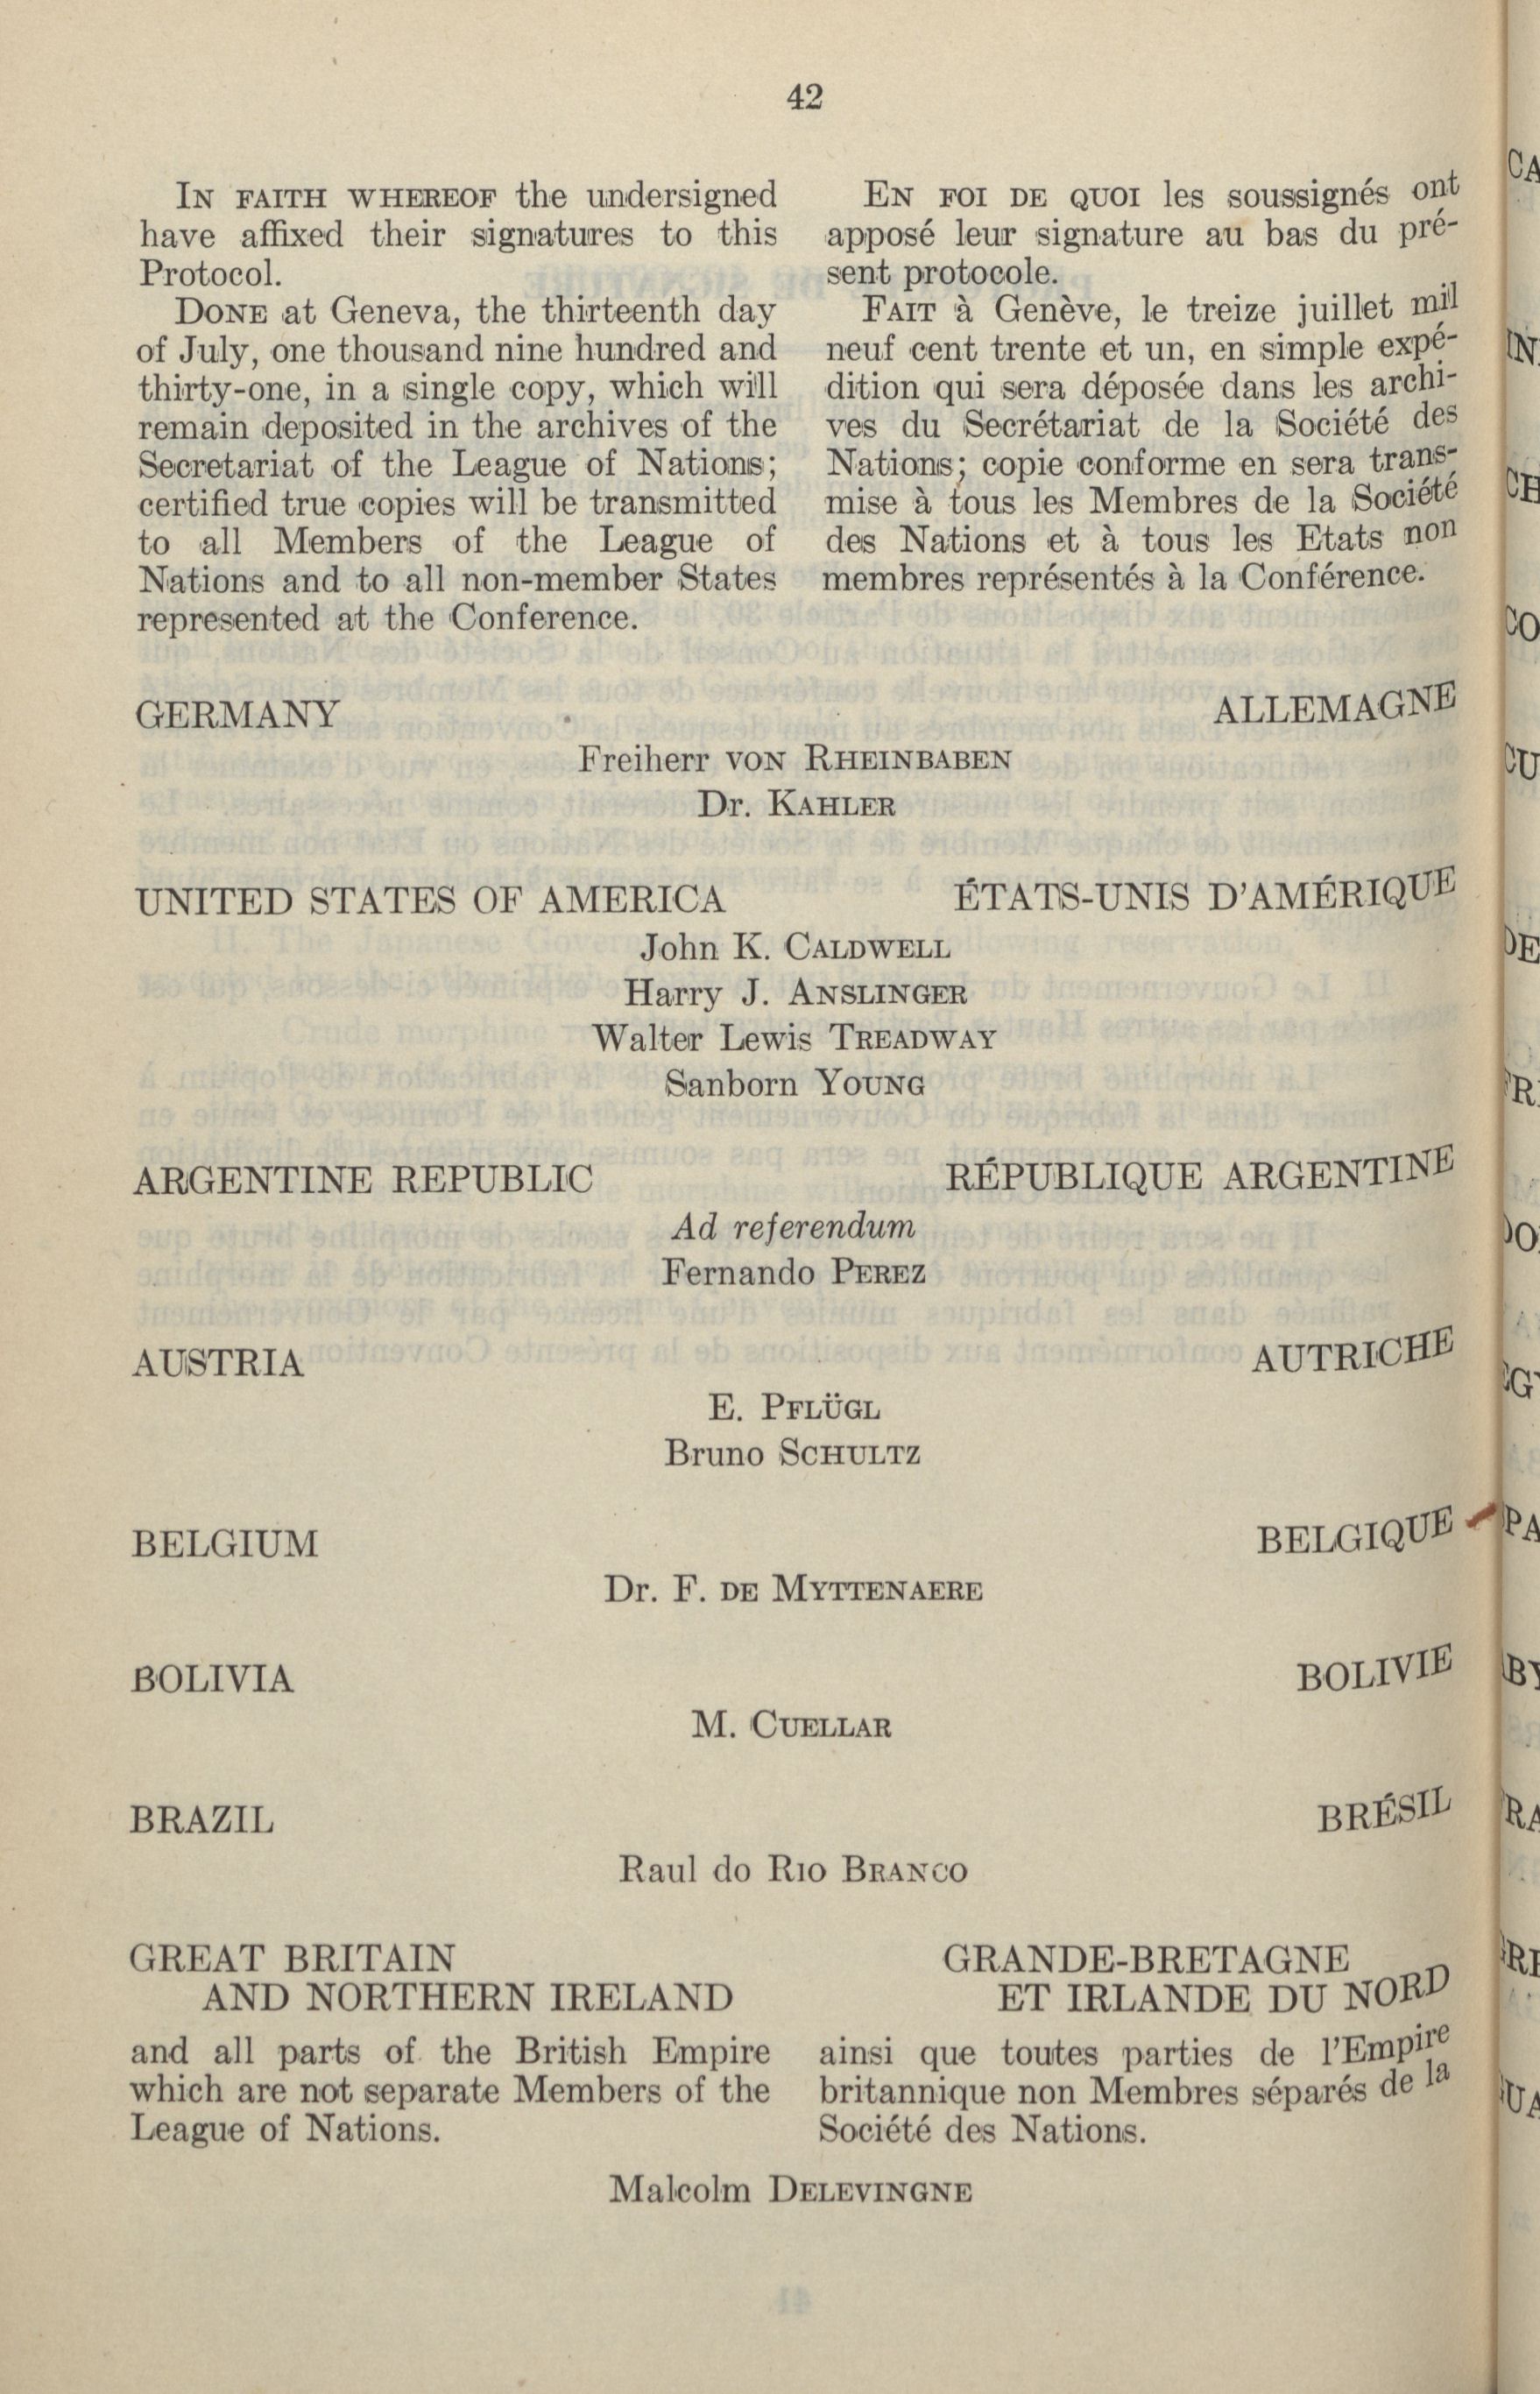 42
IN FAITH WHEREOF the undersigned
have affixed their signatures to this
Protocol.
DONE at Geneva, the thirteenth day
of July, one thousand nine hundred and
thirty-one, in a single copy, which will
remain deposited in the archives of the
Secretariat of the League of Nations;
certified true copies will be transmitted
to all Members of the League of
Nations and to all non-member States
represented at the Conference.
EN FOI DE QUOI les soussignés ont
apposé leur signature au bas du pré-
sent protocole.
FAIT à Genève, le treize juillet mil
neuf cent trente et un, en simple expé-
dition qui sera déposée dans les archi-
ves du Secrétariat de la Société des
Nations; copie conforme en sera trans-
mise à tous les Membres de la Société
des Nations et à tous les Etats non
membres représentés à la Conférence.
GERMANY ALLEMAGNE
Freiherr VON RHEINBABEN
Dr. KAHLER
UNITED STATES OF AMERICA ÉTATS-UNIS D'AMÉRIQUE
John K. CALDWELL
Harry J. ANSLINGER
Walter Lewis TREADWAY
Sanborn YOUNG
ARGENTINE REPUBLIC RÉPUBLIQUE ARGENTINE
Ad referendum
Fernando PEREZ
AUSTRIA AUTRICHE
E. PFLÜGL
Bruno SCHULTZ
BELGIUM BELGIQUE
Dr. F. DE MYTTENAERE
BOLIVIA BOLIVIE
M. CUELLAR
BRAZIL BRÉSIL
Raul do RIO BRANCO
GREAT BRITAIN
AND NORTHERN IRELAND
and all parts of the British Empire
which are not separate Members of the
League of Nations.
GRANDE-BRETAGNE
ET IRLANDE DU NORD
ainsi que toutes parties de l'Empire
britannique non Membres séparés de la
Société des Nations.
Malcolm DELEVINGNE